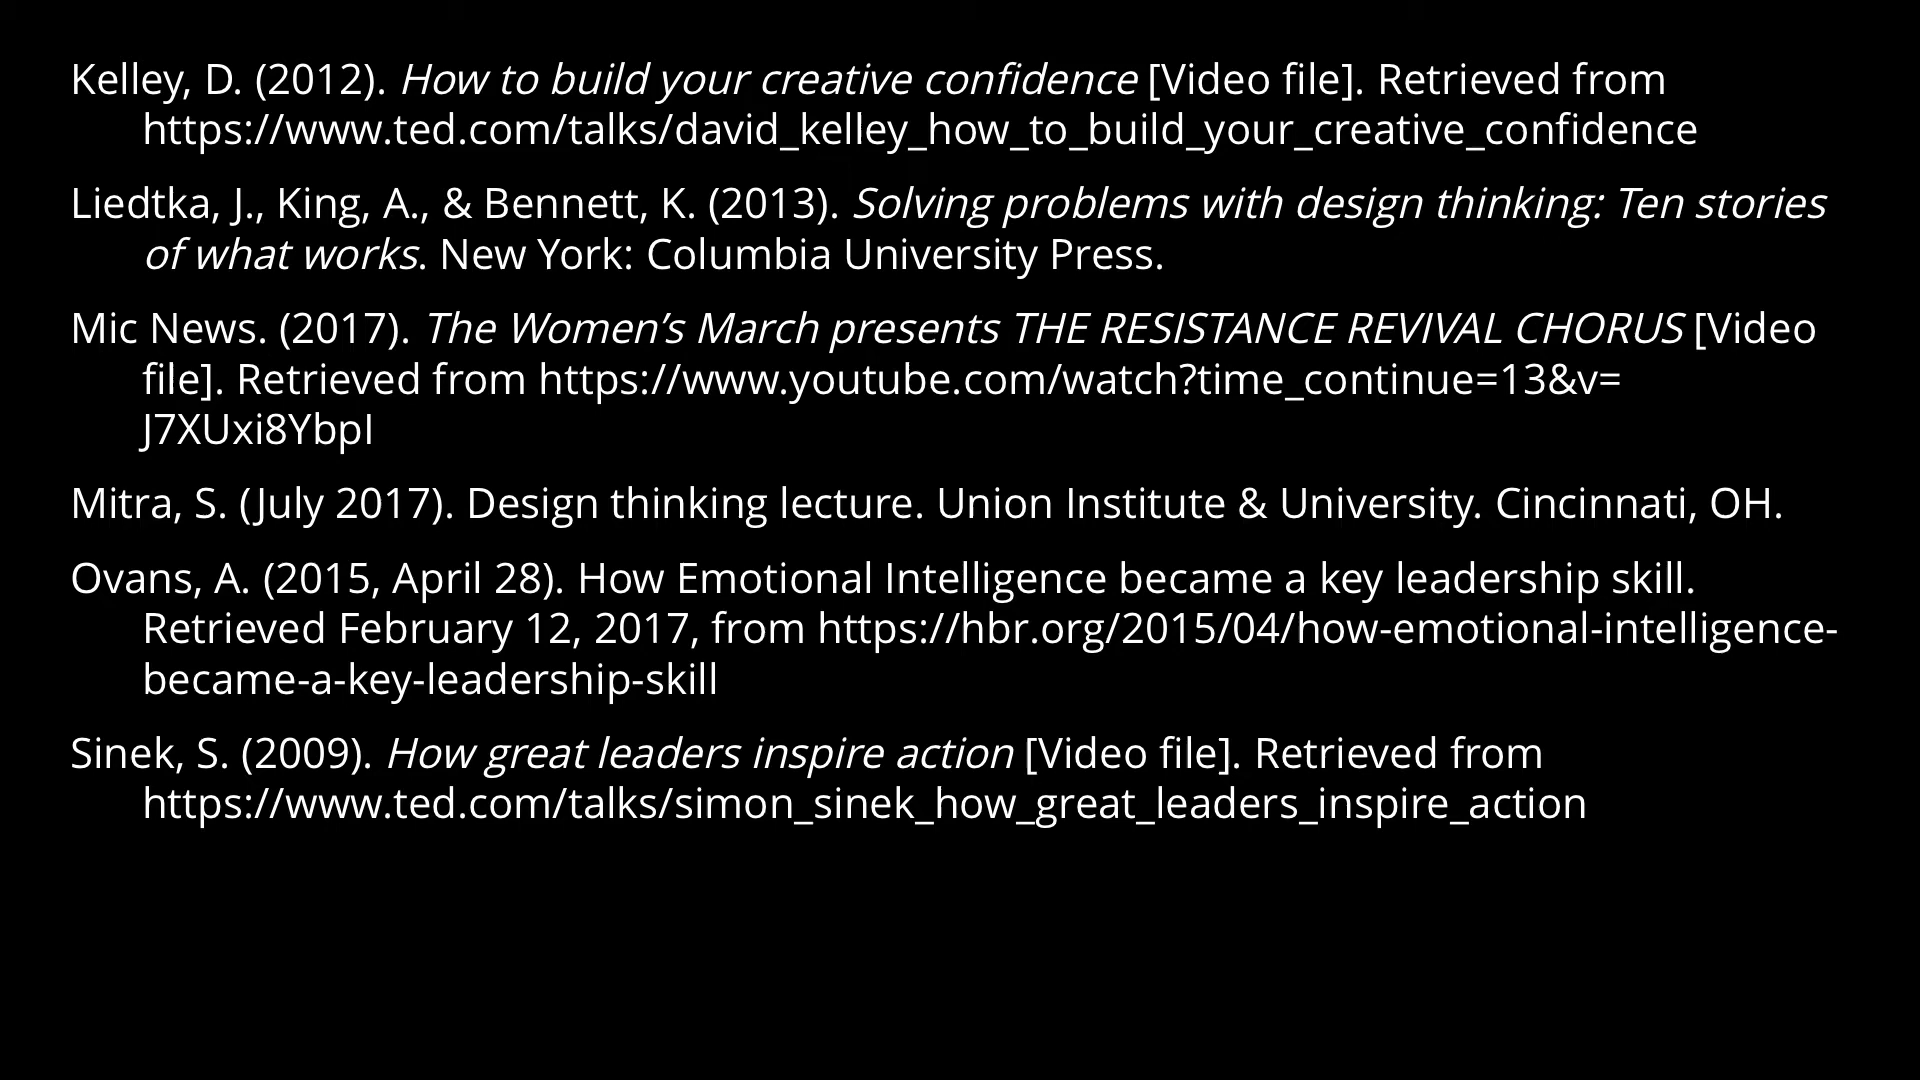 Kelley, D. (2012). How to build your creative confidence [Video file]. Retrieved from
https://www.ted.com/talks/david_kelley_how_to_build_your_creative_confidence
Liedtka, J., King, A., & Bennett, K. (2013). Solving problems with design thinking: Ten stories
of what works. New York: Columbia University Press.
Mic News. (2017). The Women’s March presents THE RESISTANCE REVIVAL CHORUS [Video
file]. Retrieved from https://www.youtube.com/watch?time_continue=13&v=
J7XUxi8YbpI
Mitra, S. (July 2017). Design thinking lecture. Union Institute & University. Cincinnati, OH.
Ovans, A. (2015, April 28). How Emotional Intelligence became a key leadership skill.
Retrieved February 12, 2017, from https://hbr.org/2015/04/how-emotional-intelligence-
became-a-key-leadership-skill
Sinek, S. (2009). How great leaders inspire action [Video file]. Retrieved from
https://www.ted.com/talks/simon_sinek_how_great_leaders_inspire_action